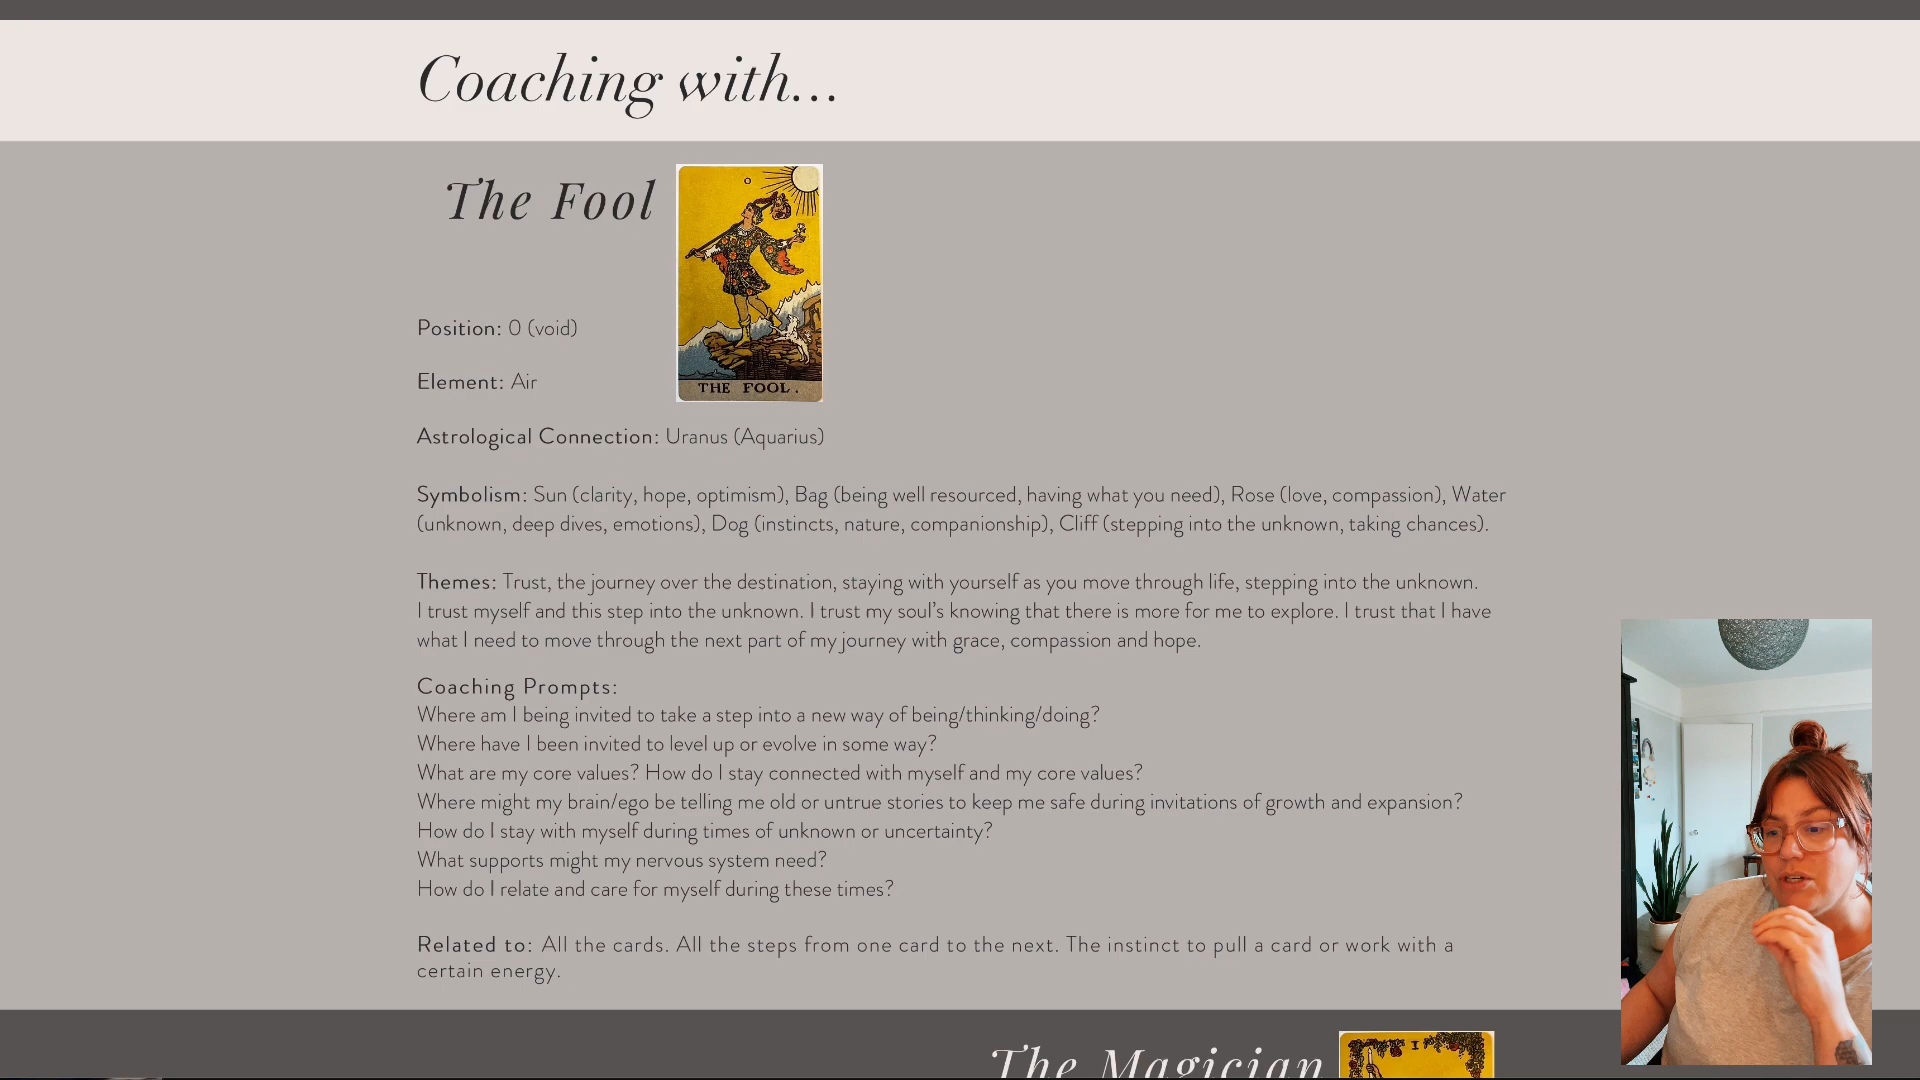 Coaching with...
The Fool
O
THE FOOL.
Position: 0 (void)
Element: Air
Astrological Connection: Uranus (Aquarius)
Symbolism: Sun (clarity, hope, optimism), Bag (being well resourced, having what you need), Rose (love, compassion), Water
(unknown, deep dives, emotions), Dog (instincts, nature, companionship), Cliff (stepping into the unknown, taking chances).
Themes: Trust, the journey over the destination, staying with yourself as you move through life, stepping into the unknown.
I trust myself and this step into the unknown. I trust my soul’s knowing that there is more for me to explore. I trust that I have
what I need to move through the next part of my journey with grace, compassion and hope.
Coaching Prompts:
Where am I being invited to take a step into a new way of being/thinking/doing?
Where have I been invited to level up or evolve in some way?
What are my core values? How do I stay connected with myself and my core values?
Where might my brain/ego be telling me old or untrue stories to keep me safe during invitations of growth and expansion?
How do I stay with myself during times of unknown or uncertainty?
What supports might my nervous system need?
How do I relate and care for myself during these times?
Related to: All the cards. All the steps from one card to the next. The instinct to pull a card or work with a
certain energy.
The Magician
I